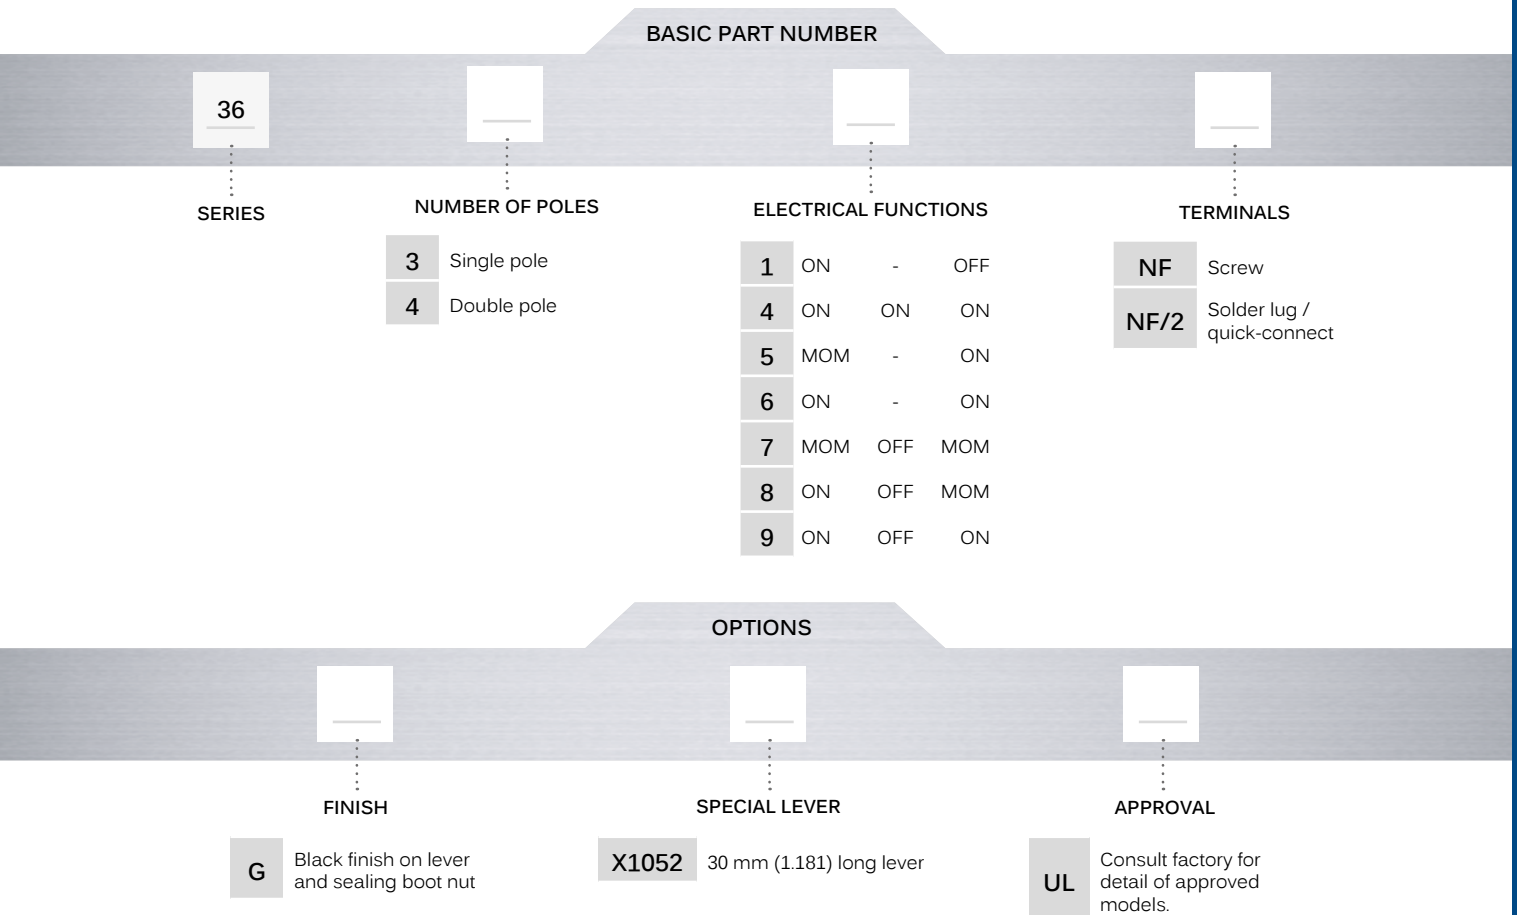 BASIC PART NUMBER
36
SERIES
NUMBER OF POLES
3 Single pole
4 Double pole
ELECTRICAL FUNCTIONS
1 ON - OFF
4 ON ON ON
5 MOM - ON
6 ON - ON
7 MOM OFF MOM
8 ON OFF MOM
9 ON OFF ON
TERMINALS
NF Screw
NF/2 Solder lug /
quick-connect
OPTIONS
FINISH
G Black finish on lever
and sealing boot nut
SPECIAL LEVER
X1052 30 mm (1.181) long lever
APPROVAL
UL Consult factory for
detail of approved
models.